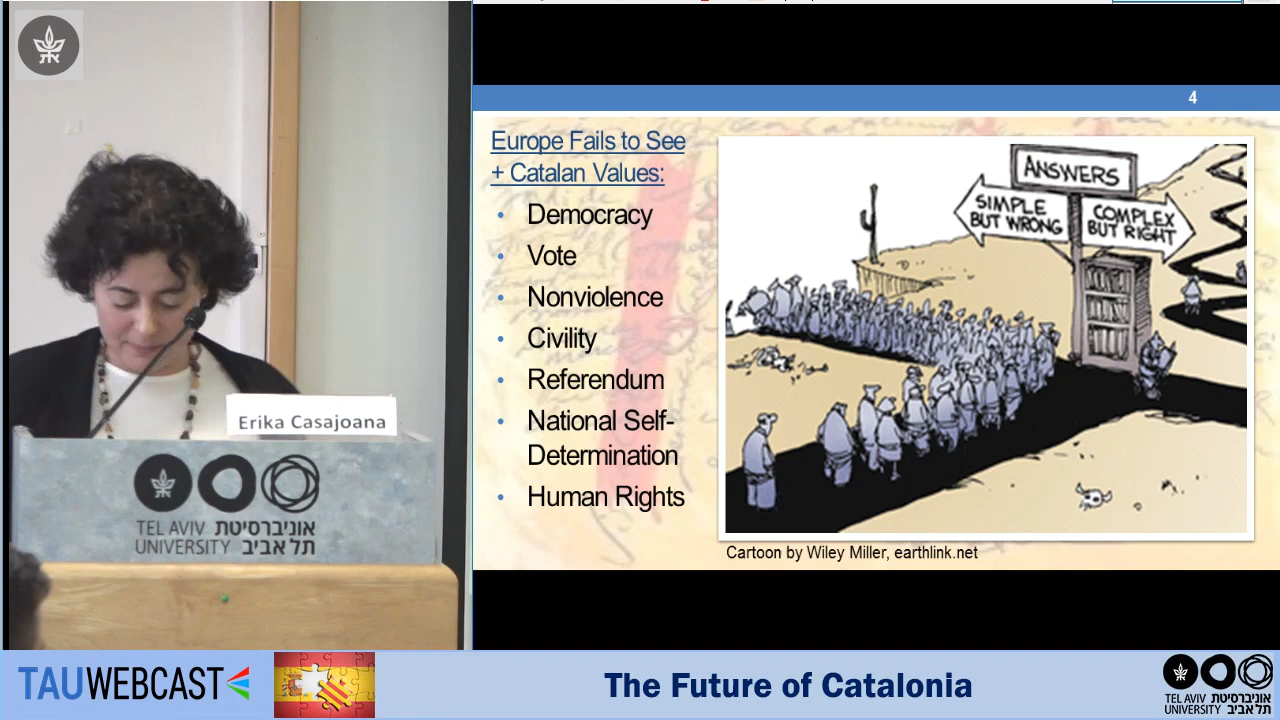 4
Europe Fails to See
+ Catalan Values:
• Democracy
• Vote
• Nonviolence
• Civility
• Referendum
• National Self-
Determination
• Human Rights
ANSWERS
SIMPLE
BUT WRONG
COMPLEX
BUT RIGHT
Cartoon by Wiley Miller, earthlink.net
Erika Casajoana
TEL AVIV אוניברסיטת
UNIVERSITY תל אביב
TAUWEBCAST
The Future of Catalonia
TEL AVIV אוניברסיטת
UNIVERSITY תל אביב